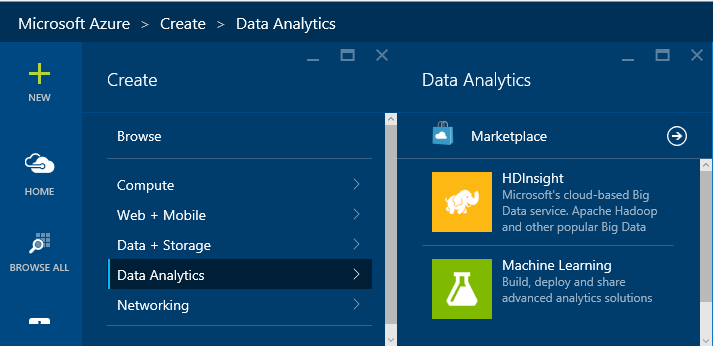 Microsoft Azure > Create > Data Analytics
NEW
HOME
BROWSE ALL
Create
Browse
Compute
Web + Mobile
Data + Storage
Data Analytics
Networking
Data Analytics
Marketplace
HDInsight
Microsoft's cloud-based Big
Data service. Apache Hadoop
and other popular Big Data
Machine Learning
Build, deploy and share
advanced analytics solutions